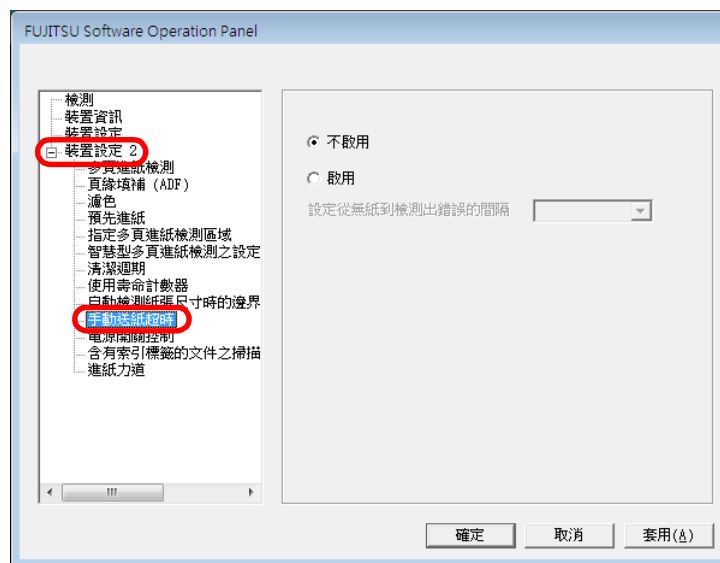 FUJITSU Software Operation Panel
檢測
裝置資訊
裝置設定
裝置設定 2
多頁進紙檢測
頁緣填補 (ADF)
濾色
預先進紙
指定多頁進紙檢測區域
智慧型多頁進紙檢測之設定
清潔週期
使用壽命計數器
自動檢測紙張尺寸時的邊界
手動送紙超時
電源開關控制
含有索引標籤的文件之掃描
進紙力道
不啟用
啟用
設定從無紙到檢測出錯誤的間隔
確定
取消
套用(A)